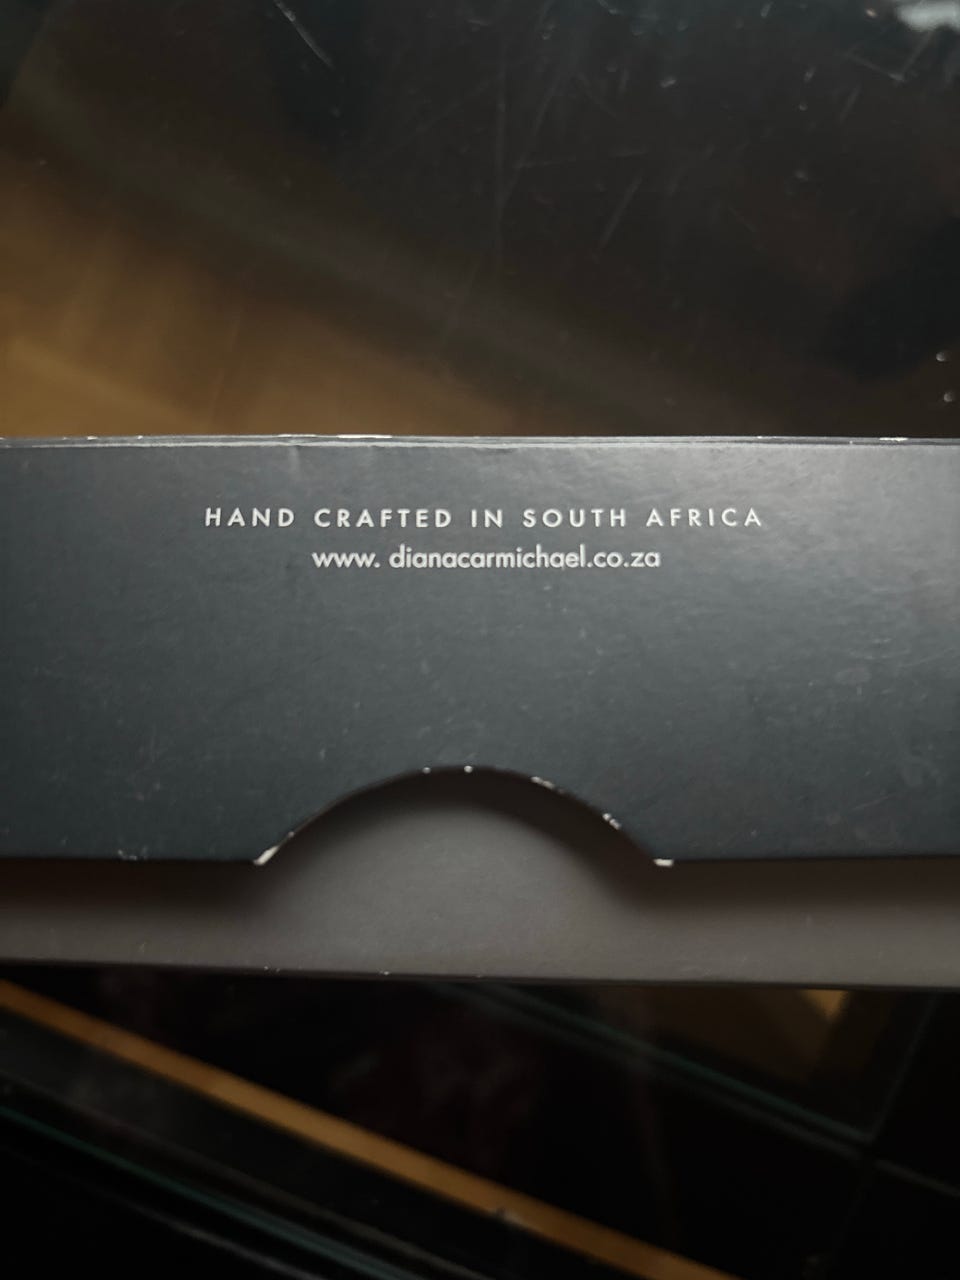 HAND CRAFTED IN SOUTH AFRICA
www. dianacarmichael.co.za